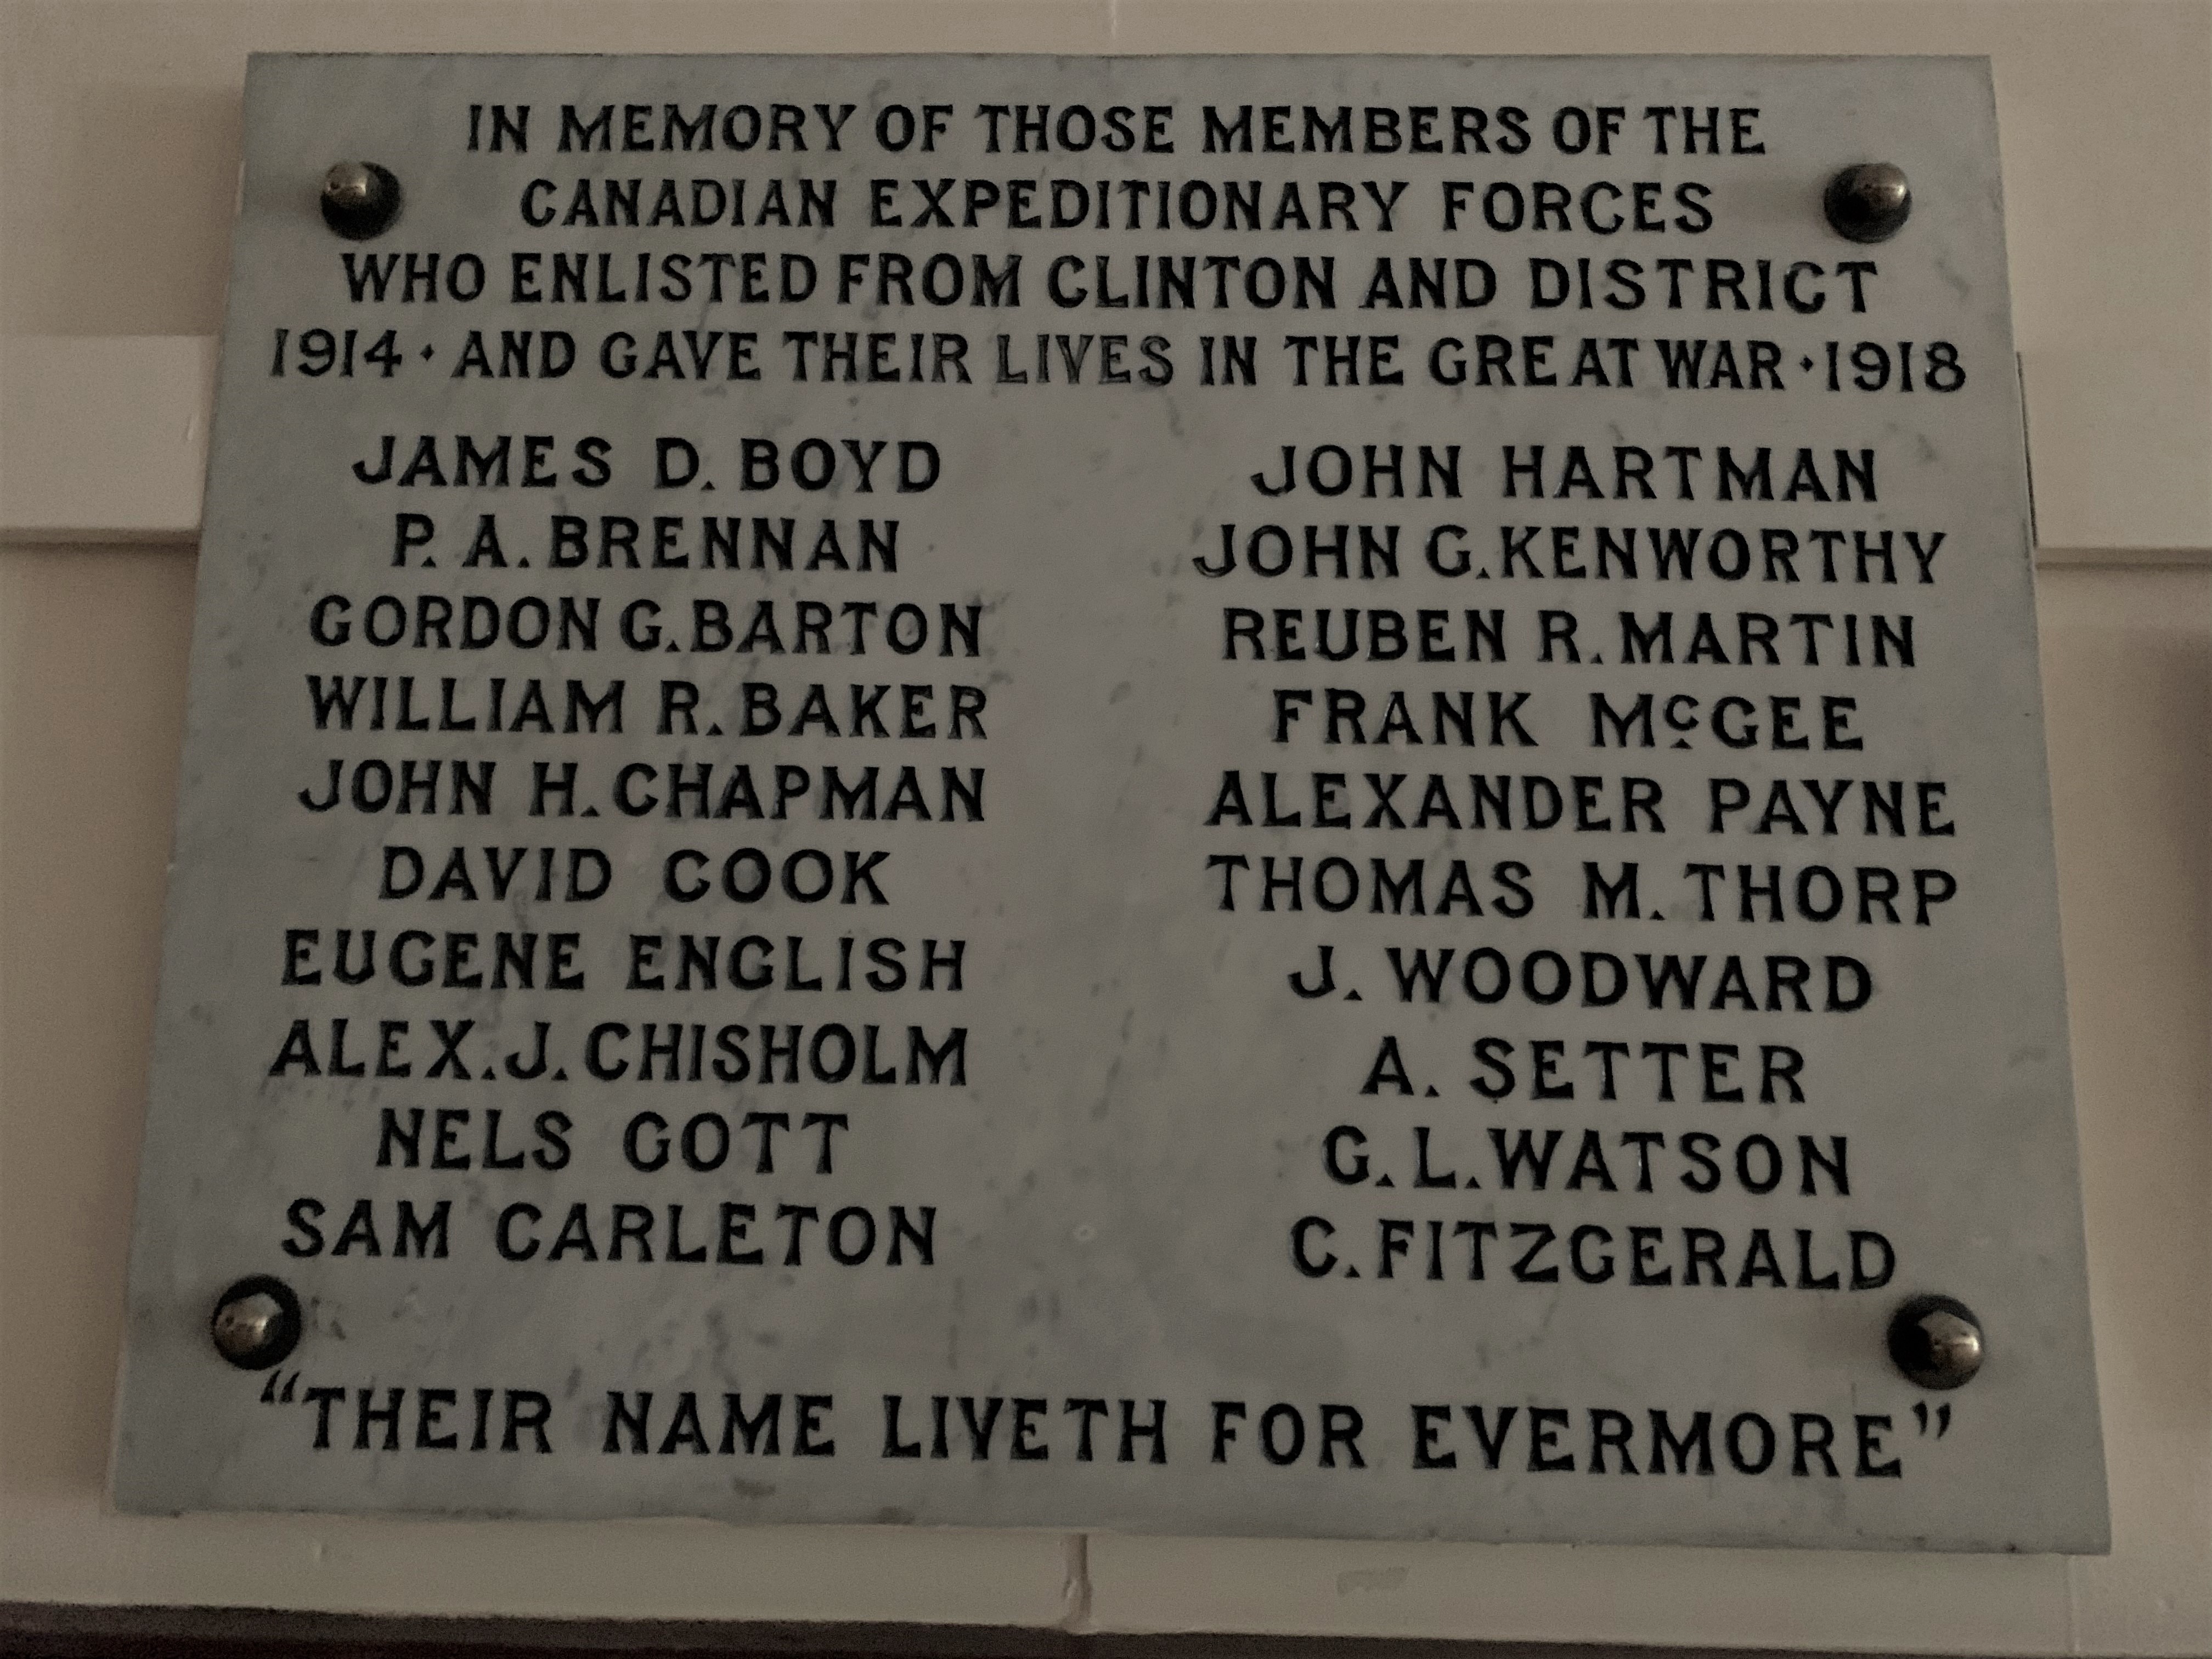 IN MEMORY OF THOSE MEMBERS OF THE
CANADIAN EXPEDITIONARY FORCES
WHO ENLISTED FROM CLINTON AND DISTRICT
1914 · AND GAVE THEIR LIVES IN THE GREAT WAR · 1918
JAMES D. BOYD
P. A. BRENNAN
GORDON G. BARTON
WILLIAM R. BAKER
JOHN H. CHAPMAN
DAVID COOK
EUGENE ENGLISH
ALEX. J. CHISHOLM
NELS GOTT
SAM CARLETON
JOHN HARTMAN
JOHN G. KENWORTHY
REUBEN R. MARTIN
FRANK McGEE
ALEXANDER PAYNE
THOMAS M. THORP
J. WOODWARD
A. SETTER
G. L. WATSON
C. FITZGERALD
“THEIR NAME LIVETH FOR EVERMORE”